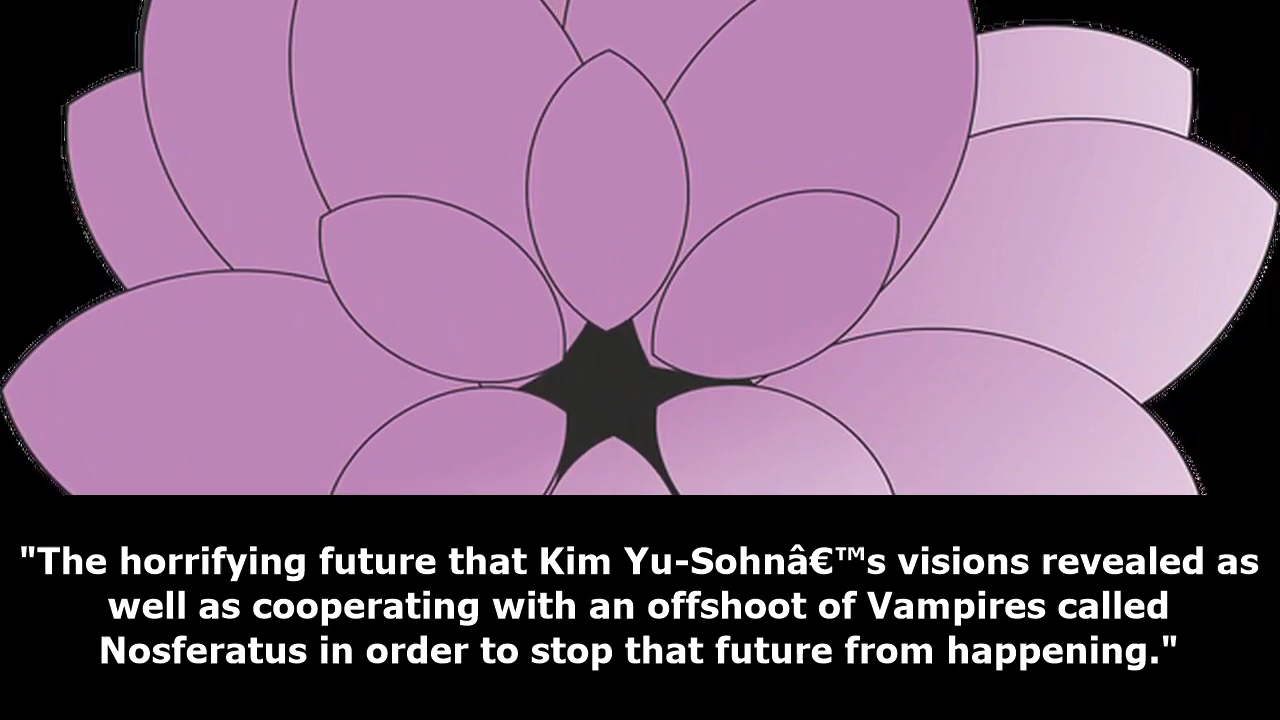 "The horrifying future that Kim Yu-Sohnâ€™s visions revealed as
well as cooperating with an offshoot of Vampires called
Nosferatus in order to stop that future from happening."